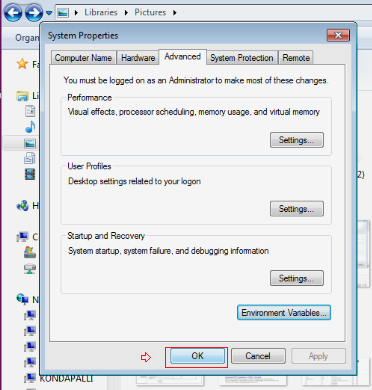 Libraries ▸ Pictures ▸
Organ
System Properties
Computer Name Hardware Advanced System Protection Remote
You must be logged on as an Administrator to make most of these changes.
Performance
Visual effects, processor scheduling, memory usage, and virtual memory
Settings...
User Profiles
Desktop settings related to your logon
Settings...
Startup and Recovery
System startup, system failure, and debugging information
Settings...
Environment Variables...
OK Cancel Apply
Fa
Li
H
C
N
2)
KONDAPALLI